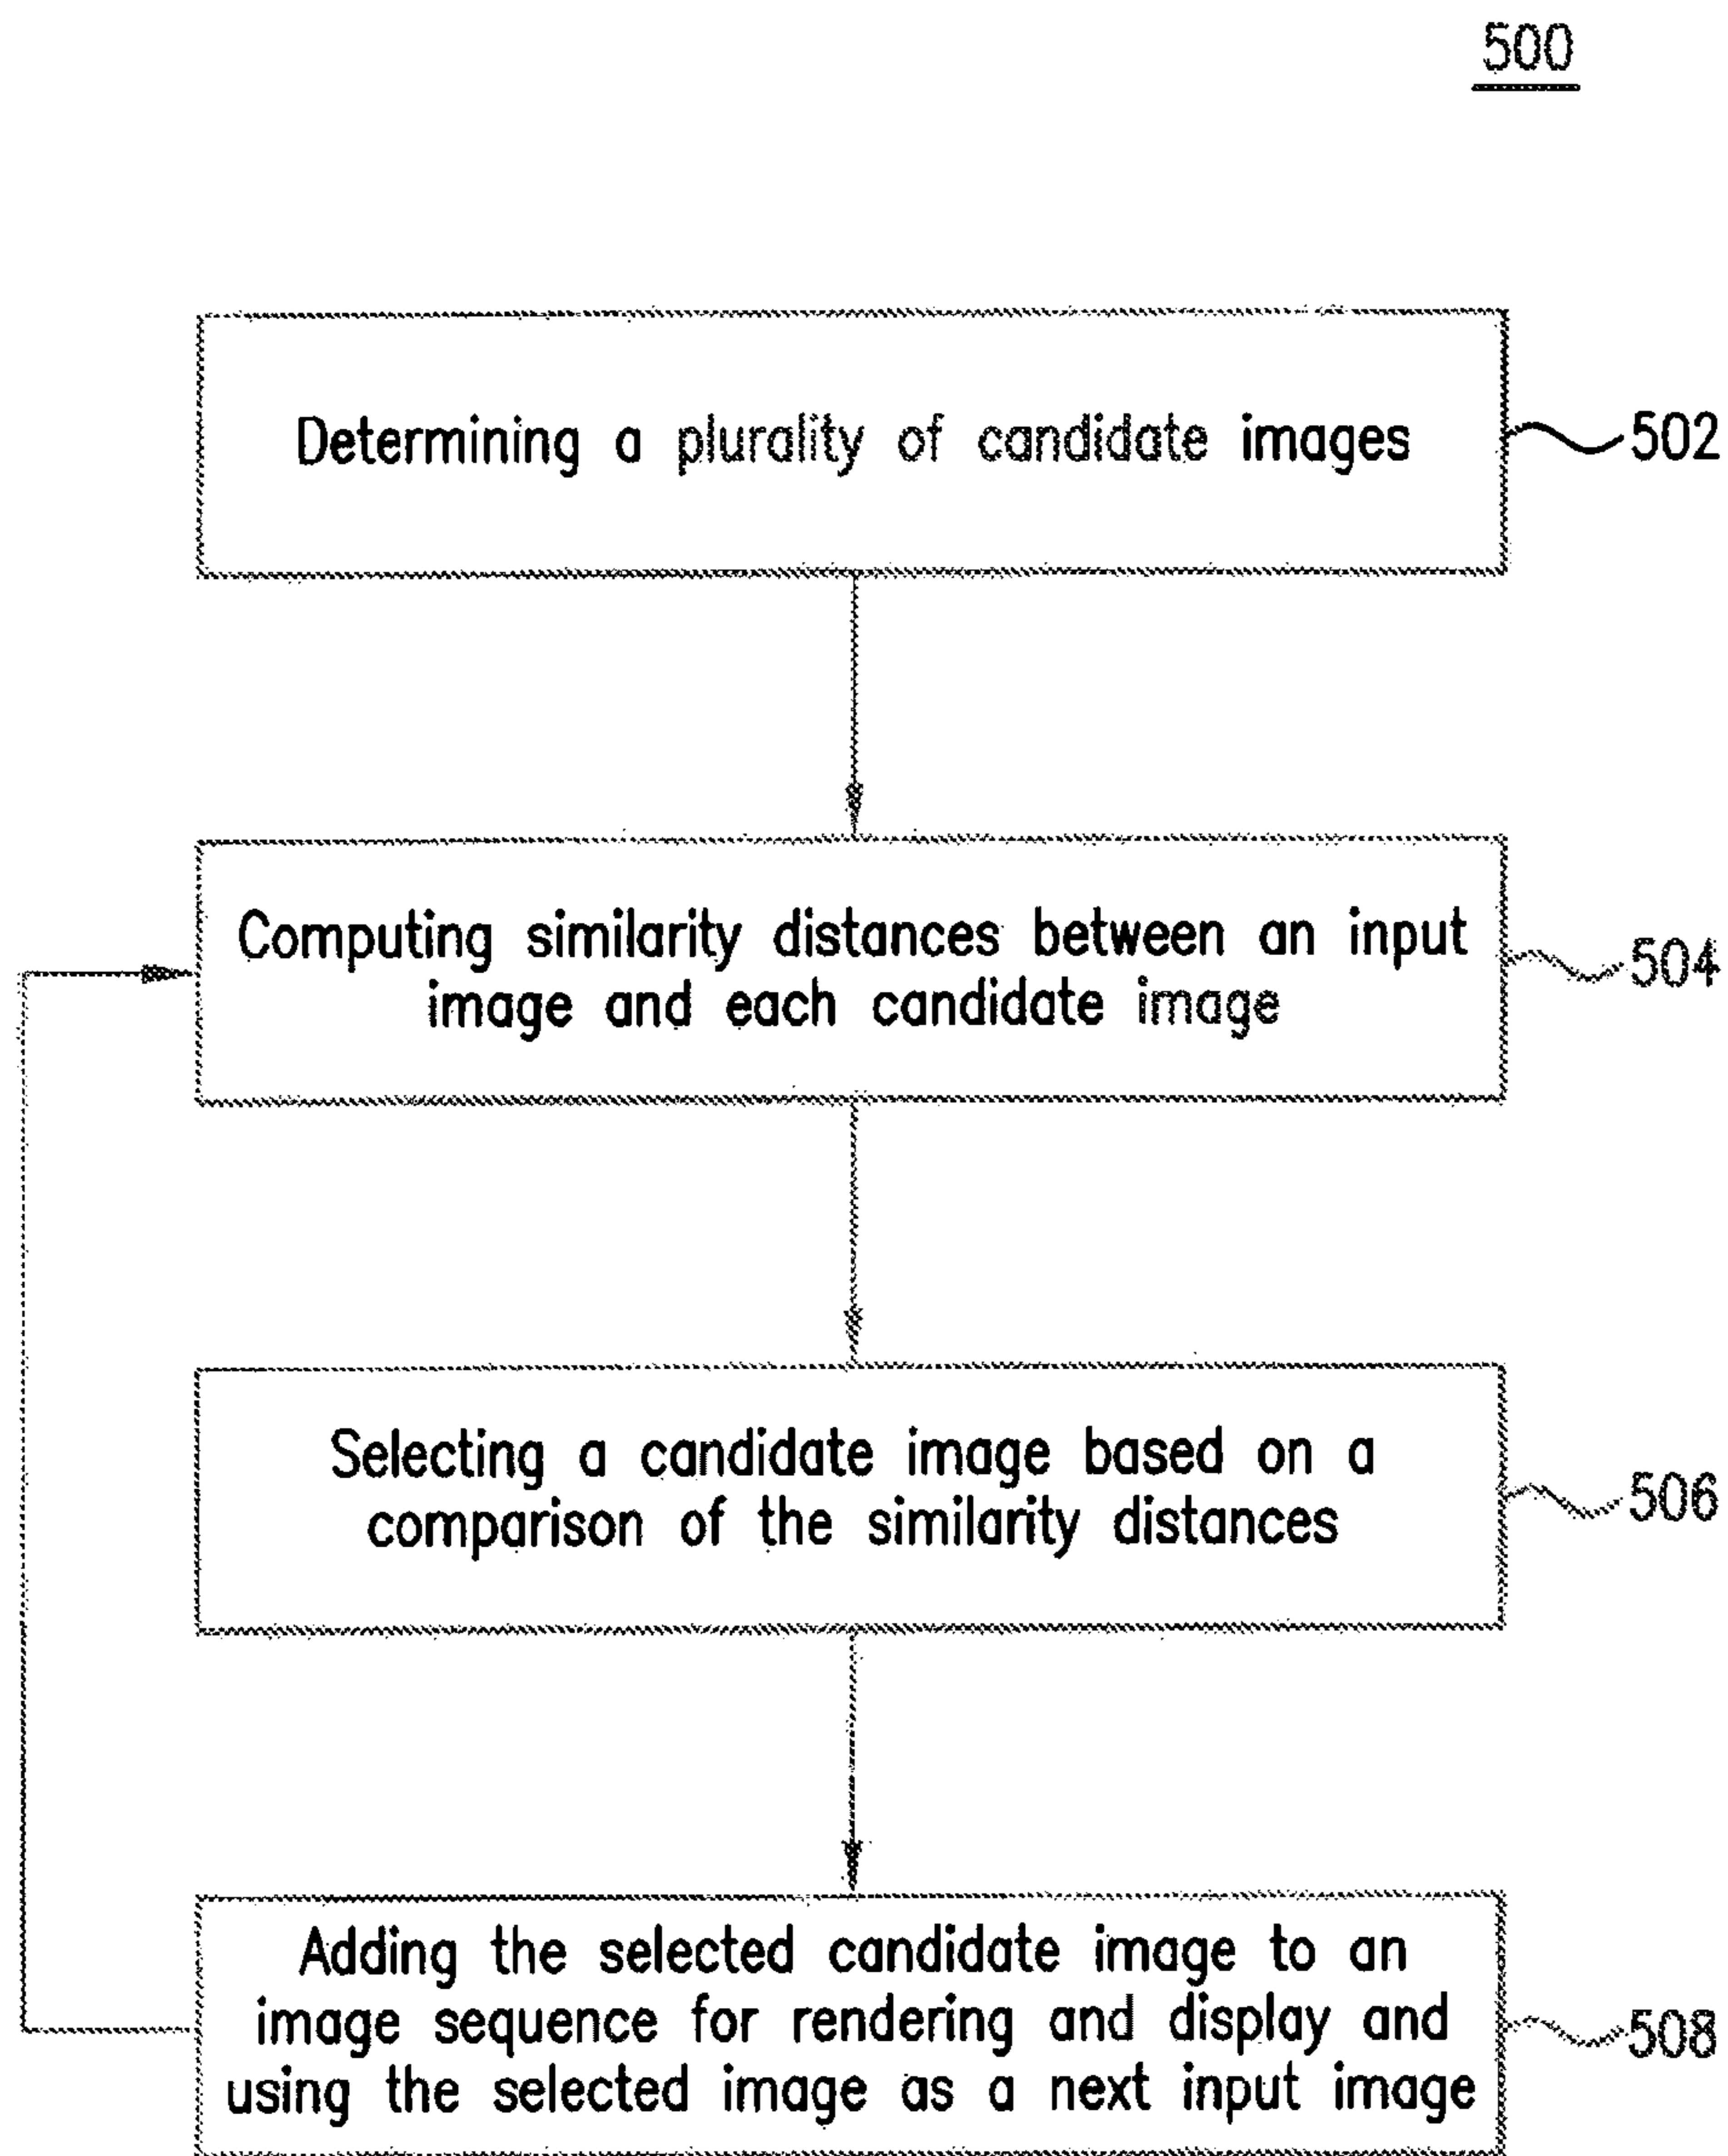 500
Determining a plurality of candidate images
502
Computing similarity distances between an input
image and each candidate image
504
Selecting a candidate image based on a
comparison of the similarity distances
506
Adding the selected candidate image to an
image sequence for rendering and display and
using the selected image as a next input image
508